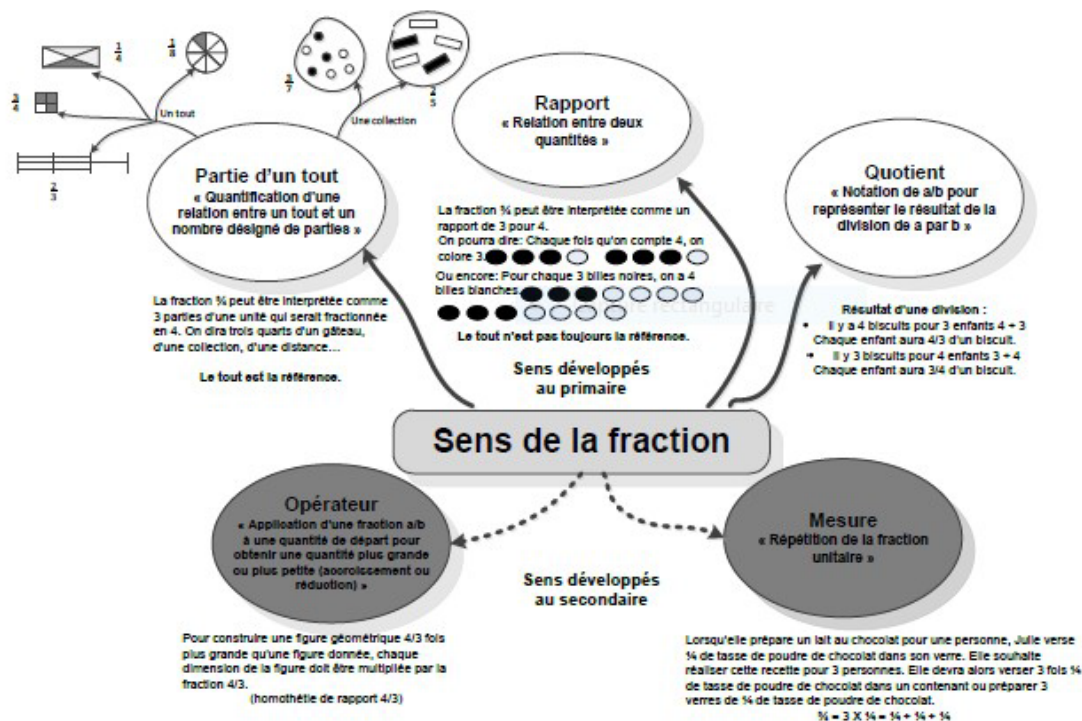 1/4
1/8
3/4
Un tout
2/3
3/7
2/5
Une collection
Partie d'un tout
« Quantification d'une
relation entre un tout et un
nombre désigné de parties »
La fraction ¾ peut être interprétée comme
3 parties d'une unité qui serait fractionnée
en 4. On dira trois quarts d'un gâteau,
d'une collection, d'une distance…
Le tout est la référence.
Rapport
« Relation entre deux
quantités »
La fraction ¾ peut être interprétée comme un
rapport de 3 pour 4.
On pourra dire: Chaque fois qu'on compte 4, on
colore 3.
Ou encore: Pour chaque 3 billes noires, on a 4
billes blanches.
rectangulaire
Le tout n'est pas toujours la référence.
Quotient
« Notation de a/b pour
représenter le résultat de la
division de a par b »
Résultat d'une division :
• Il y a 4 biscuits pour 3 enfants 4 ÷ 3
Chaque enfant aura 4/3 d'un biscuit.
• Il y 3 biscuits pour 4 enfants 3 ÷ 4
Chaque enfant aura 3/4 d'un biscuit.
Sens développés
au primaire
Sens de la fraction
Opérateur
« Application d'une fraction a/b
à une quantité de départ pour
obtenir une quantité plus grande
ou plus petite (accroissement ou
réduction) »
Pour construire une figure géométrique 4/3 fois
plus grande qu'une figure donnée, chaque
dimension de la figure doit être multipliée par la
fraction 4/3.
(homothétie de rapport 4/3)
Sens développés
au secondaire
Mesure
« Répétition de la fraction
unitaire »
Lorsqu'elle prépare un lait au chocolat pour une personne, Julie verse
¼ de tasse de poudre de chocolat dans son verre. Elle souhaite
réaliser cette recette pour 3 personnes. Elle devra alors verser 3 fois ¼
de tasse de poudre de chocolat dans un contenant ou préparer 3
verres de ¼ de tasse de poudre de chocolat.
¾ = 3 X ¼ = ¼ + ¼ + ¼